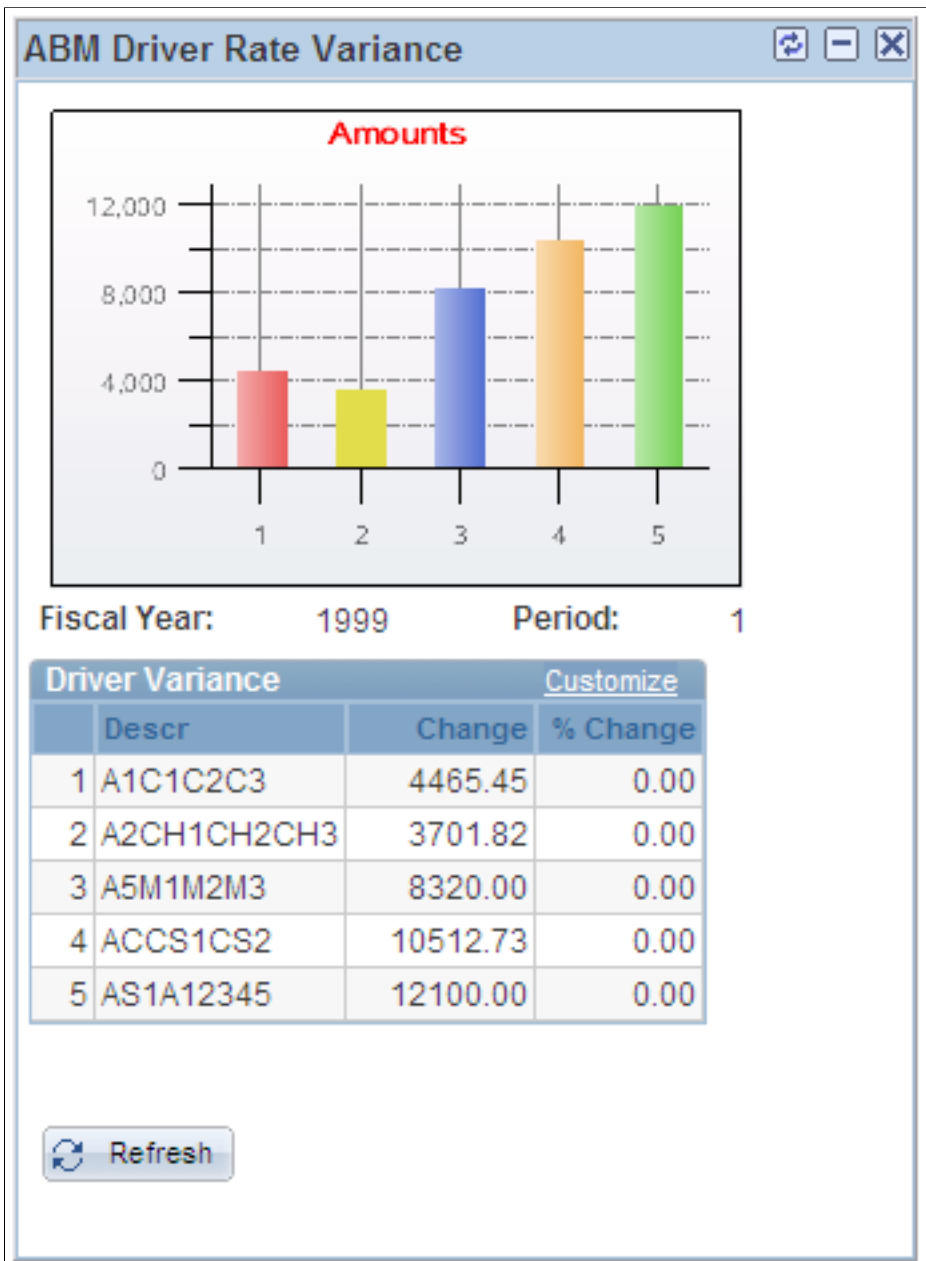 ABM Driver Rate Variance
Amounts
12,000
8,000
4,000
0
1 2 3 4 5
Fiscal Year: 1999 Period: 1
Driver Variance Customize
Descr Change % Change
1 A1C1C2C3 4465.45 0.00
2 A2CH1CH2CH3 3701.82 0.00
3 A5M1M2M3 8320.00 0.00
4 ACCS1CS2 10512.73 0.00
5 AS1A12345 12100.00 0.00
Refresh